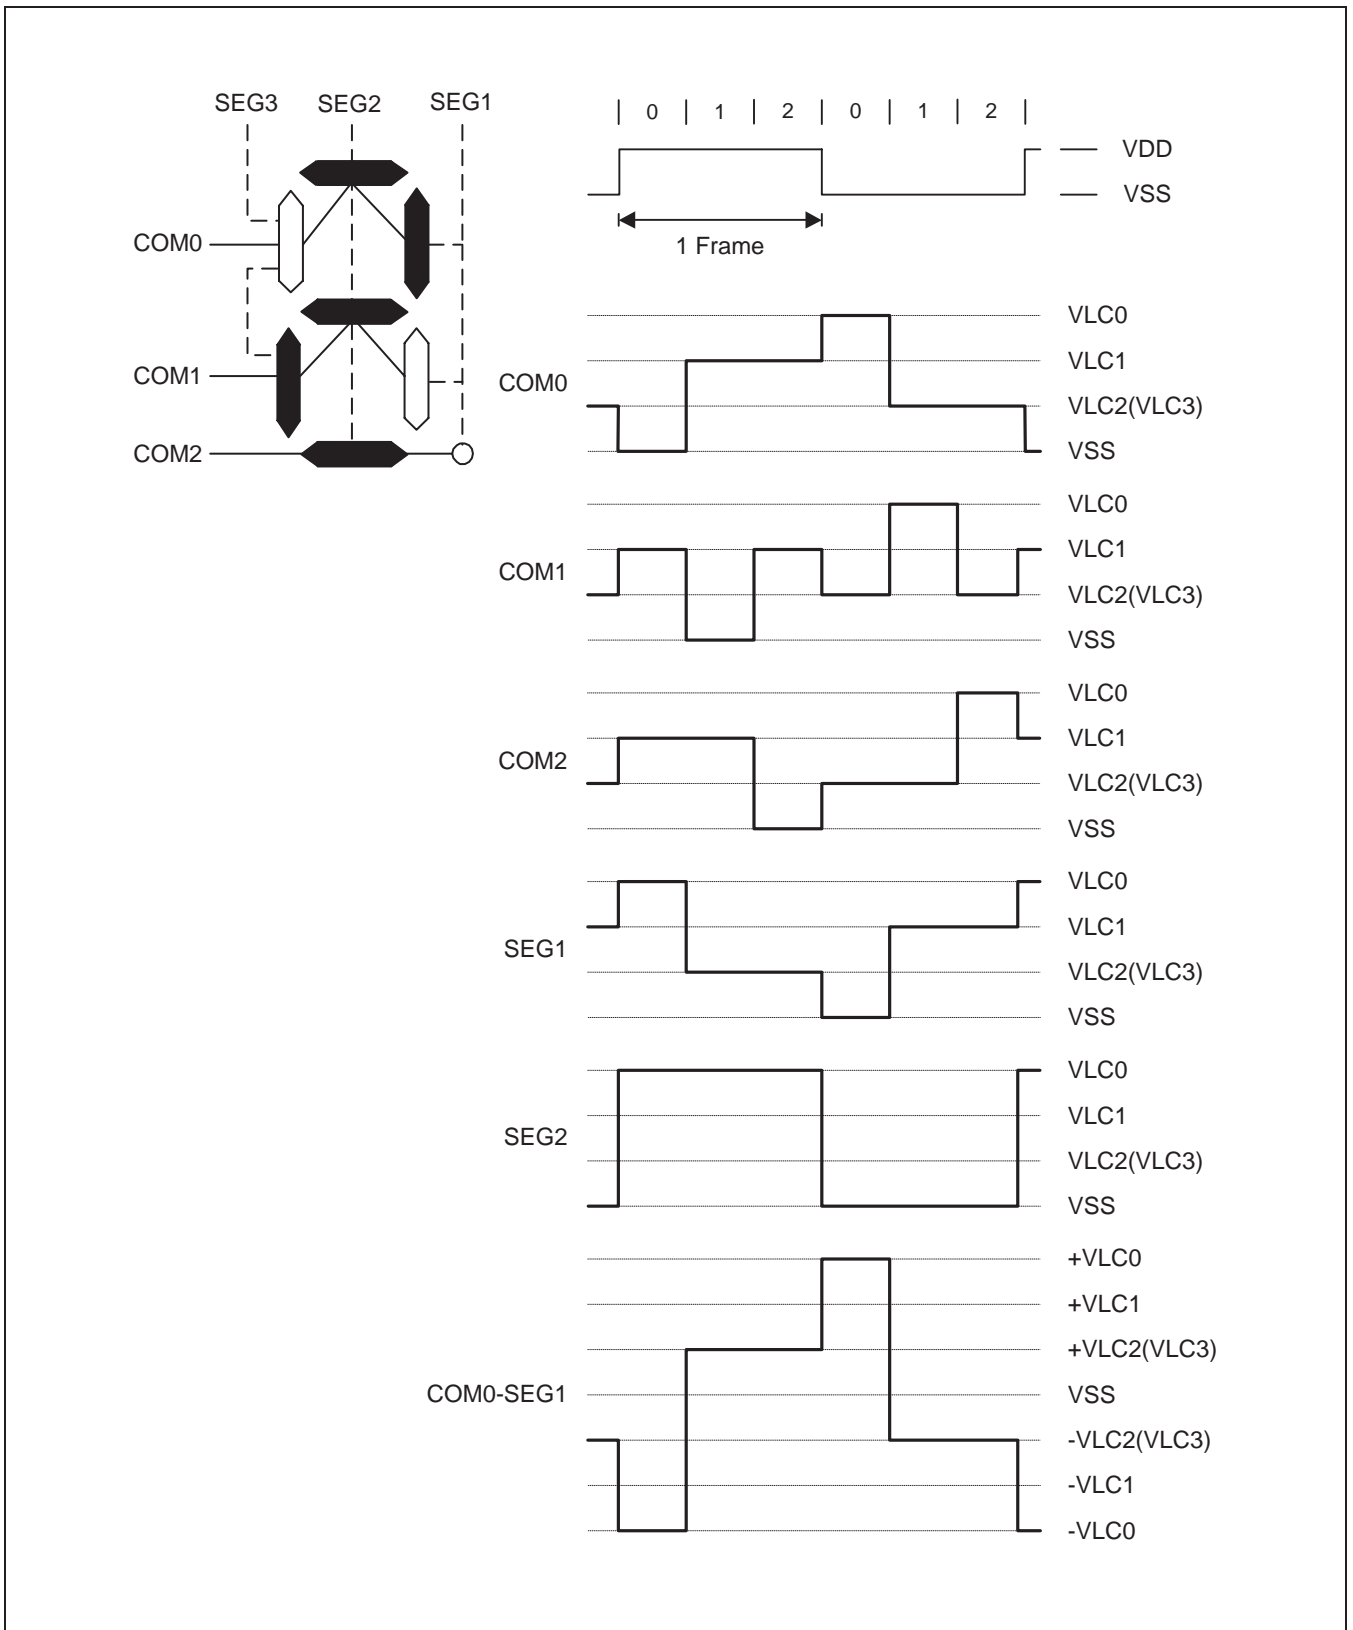 SEG3 SEG2 SEG1
0 1 2 0 1 2
VDD
VSS
1 Frame
COM0
COM1
COM2
COM0
VLC0
VLC1
VLC2(VLC3)
VSS
COM1
VLC0
VLC1
VLC2(VLC3)
VSS
COM2
VLC0
VLC1
VLC2(VLC3)
VSS
SEG1
VLC0
VLC1
VLC2(VLC3)
VSS
SEG2
VLC0
VLC1
VLC2(VLC3)
VSS
COM0-SEG1
+VLC0
+VLC1
+VLC2(VLC3)
VSS
-VLC2(VLC3)
-VLC1
-VLC0